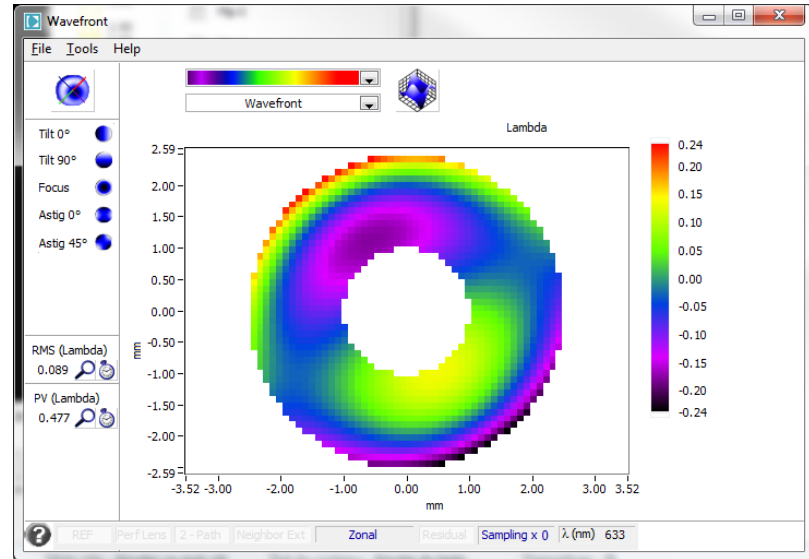 Wavefront
File Tools Help
Wavefront
Lambda
Tilt 0°
Tilt 90°
Focus
Astig 0°
Astig 45°
RMS (Lambda)
0.089
PV (Lambda)
0.477
2.59
2.00
1.50
1.00
0.50
0.00
-0.50
-1.00
-1.50
-2.00
-2.59
mm
-3.52 -3.00 -2.00 -1.00 0.00 1.00 2.00 3.00 3.52
mm
0.24
0.20
0.15
0.10
0.05
0.00
-0.05
-0.10
-0.15
-0.20
-0.24
? REF Perf Lens 2 - Path Neighbor Ext Zonal Residual Sampling x 0 λ (nm) 633